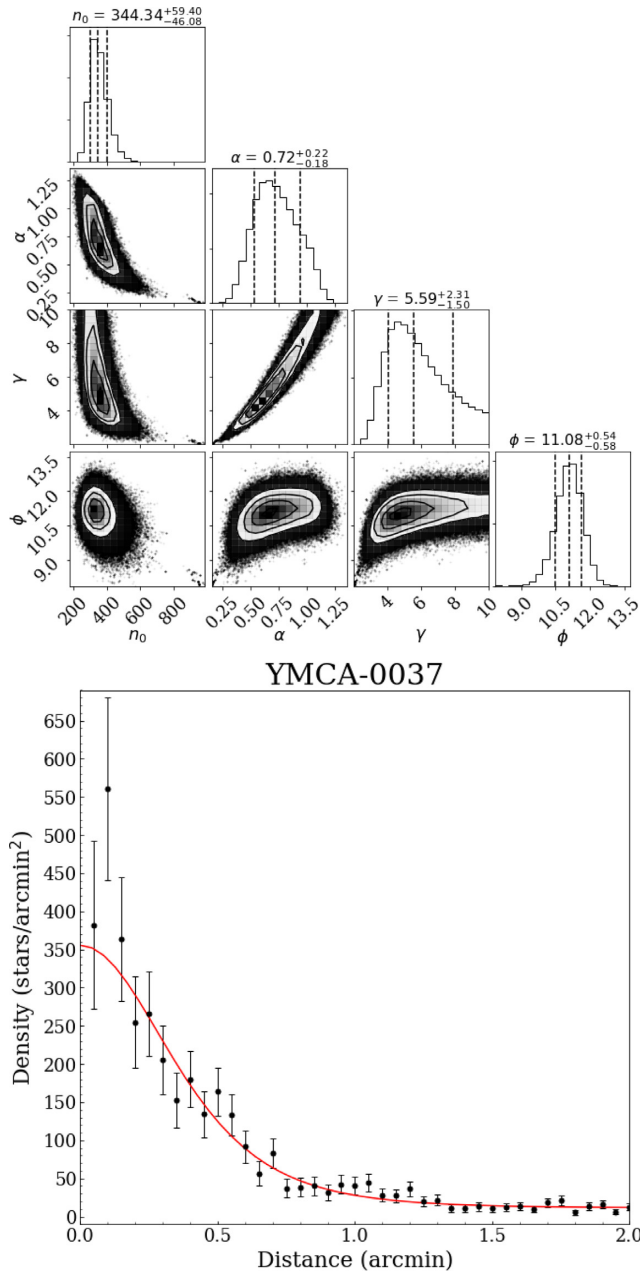 n₀ = 344.34+59.40−46.08
α = 0.72+0.22−0.18
α
1.25
1.00
0.75
0.50
0.25
γ = 5.59+2.31−1.50
γ
10
8
6
4
ϕ = 11.08+0.54−0.58
ϕ
13.5
12.0
10.5
9.0
200 400 600 800
0.25 0.50 0.75 1.00 1.25
4 6 8 10
9.0 10.5 12.0 13.5
n₀ α γ ϕ
YMCA-0037
650
600
550
500
450
400
350
300
250
200
150
100
50
0
Density (stars/arcmin²)
0.0 0.5 1.0 1.5 2.0
Distance (arcmin)